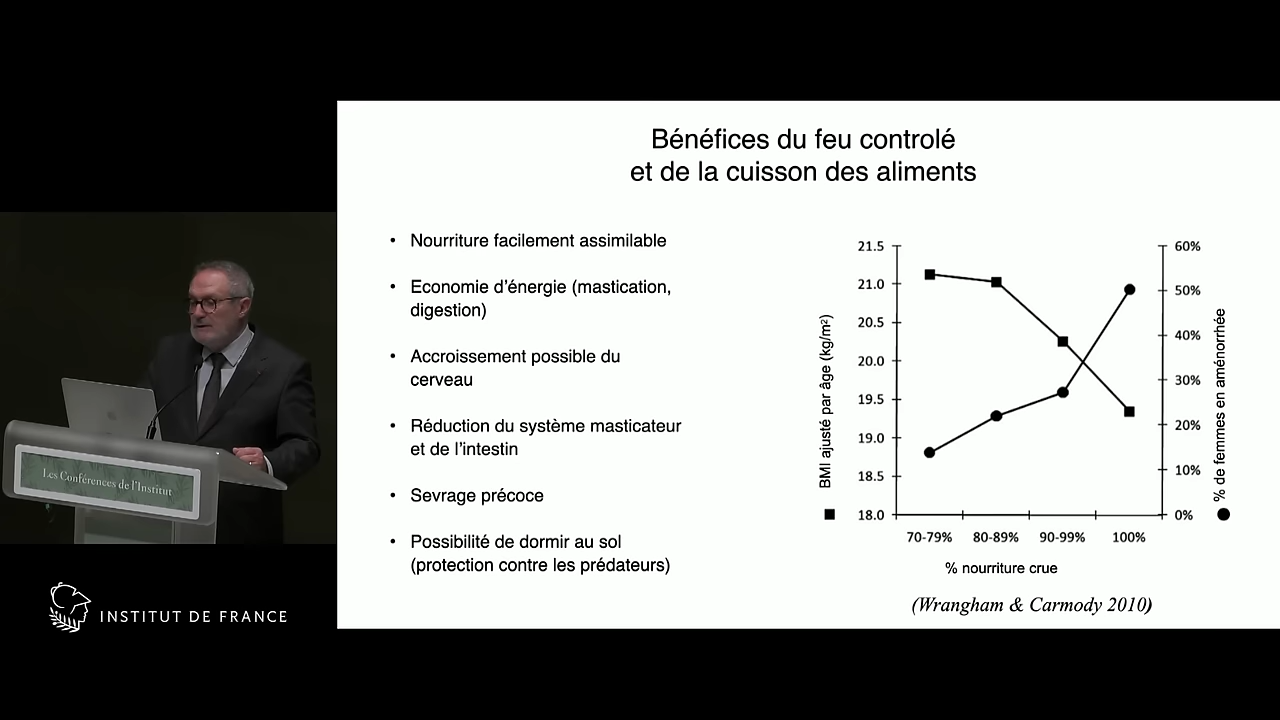 Bénéfices du feu controlé
et de la cuisson des aliments
• Nourriture facilement assimilable
• Economie d'énergie (mastication,
digestion)
• Accroissement possible du
cerveau
• Réduction du système masticateur
et de l'intestin
• Sevrage précoce
• Possibilité de dormir au sol
(protection contre les prédateurs)
BMI ajusté par âge (kg/m²)
21.5
21.0
20.5
20.0
19.5
19.0
18.5
18.0
60%
50%
40%
30%
20%
10%
0%
% de femmes en aménorrhée
70-79% 80-89% 90-99% 100%
% nourriture crue
(Wrangham & Carmody 2010)
Les Conférences de l'Institut
INSTITUT DE FRANCE